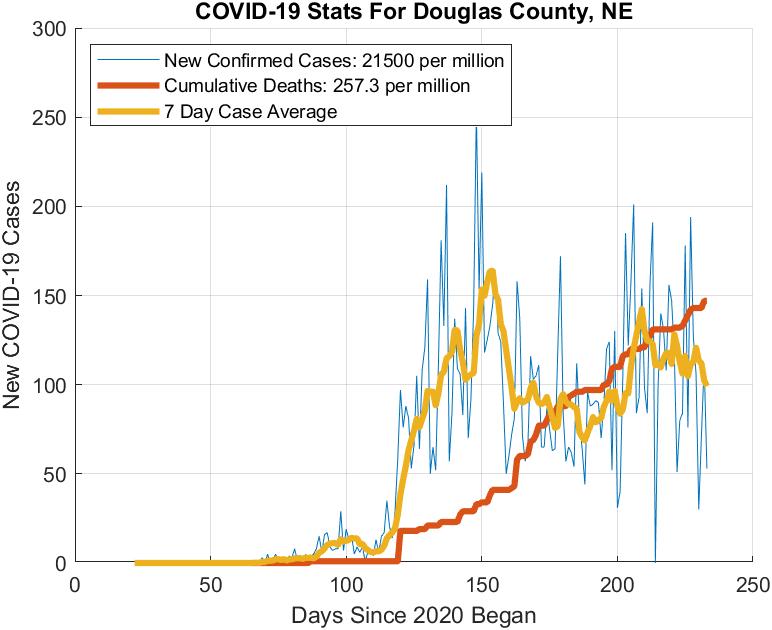 COVID-19 Stats For Douglas County, NE
300
New Confirmed Cases: 21500 per million
Cumulative Deaths: 257.3 per million
7 Day Case Average
250
200
150
100
50
0
New COVID-19 Cases
0 50 100 150 200 250
Days Since 2020 Began